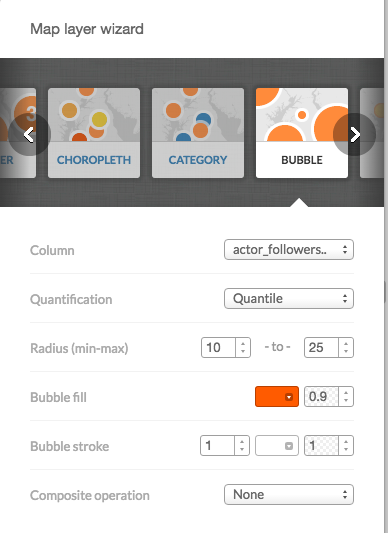 Map layer wizard
3
ER
CHOROPLETH
CATEGORY
BUBBLE
Column actor_followers..
Quantification Quantile
Radius (min-max) 10 - to - 25
Bubble fill 0.9
Bubble stroke 1 1
Composite operation None